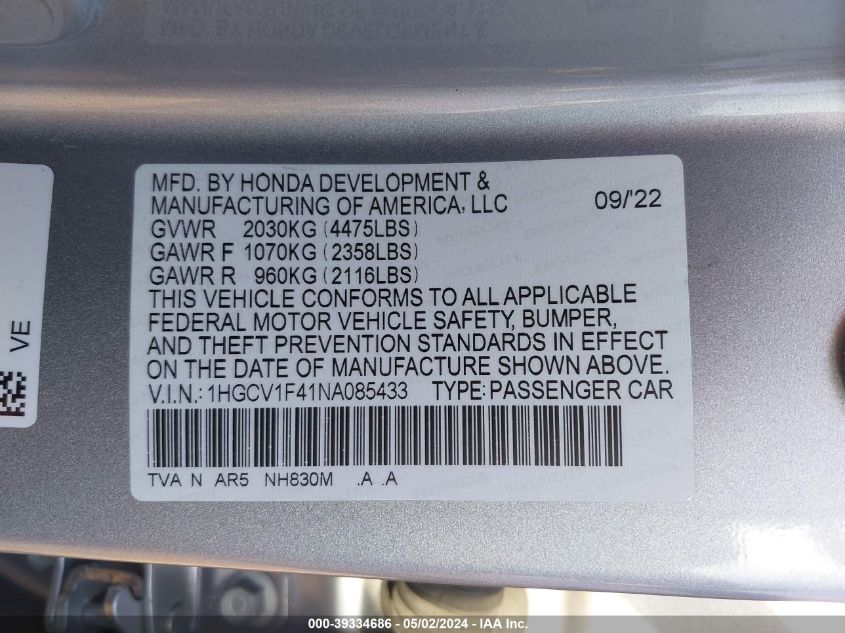 MFD. BY HONDA DEVELOPMENT &
MANUFACTURING OF AMERICA, LLC 09/'22
GVWR 2030KG (4475LBS)
GAWR F 1070KG (2358LBS)
GAWR R 960KG (2116LBS)
THIS VEHICLE CONFORMS TO ALL APPLICABLE
FEDERAL MOTOR VEHICLE SAFETY, BUMPER,
AND THEFT PREVENTION STANDARDS IN EFFECT
ON THE DATE OF MANUFACTURE SHOWN ABOVE.
V.I.N.: 1HGCV1F41NA085433 TYPE: PASSENGER CAR
TVA N AR5 NH830M .A .A
VE
000-39334686 - 05/02/2024 - IAA Inc.